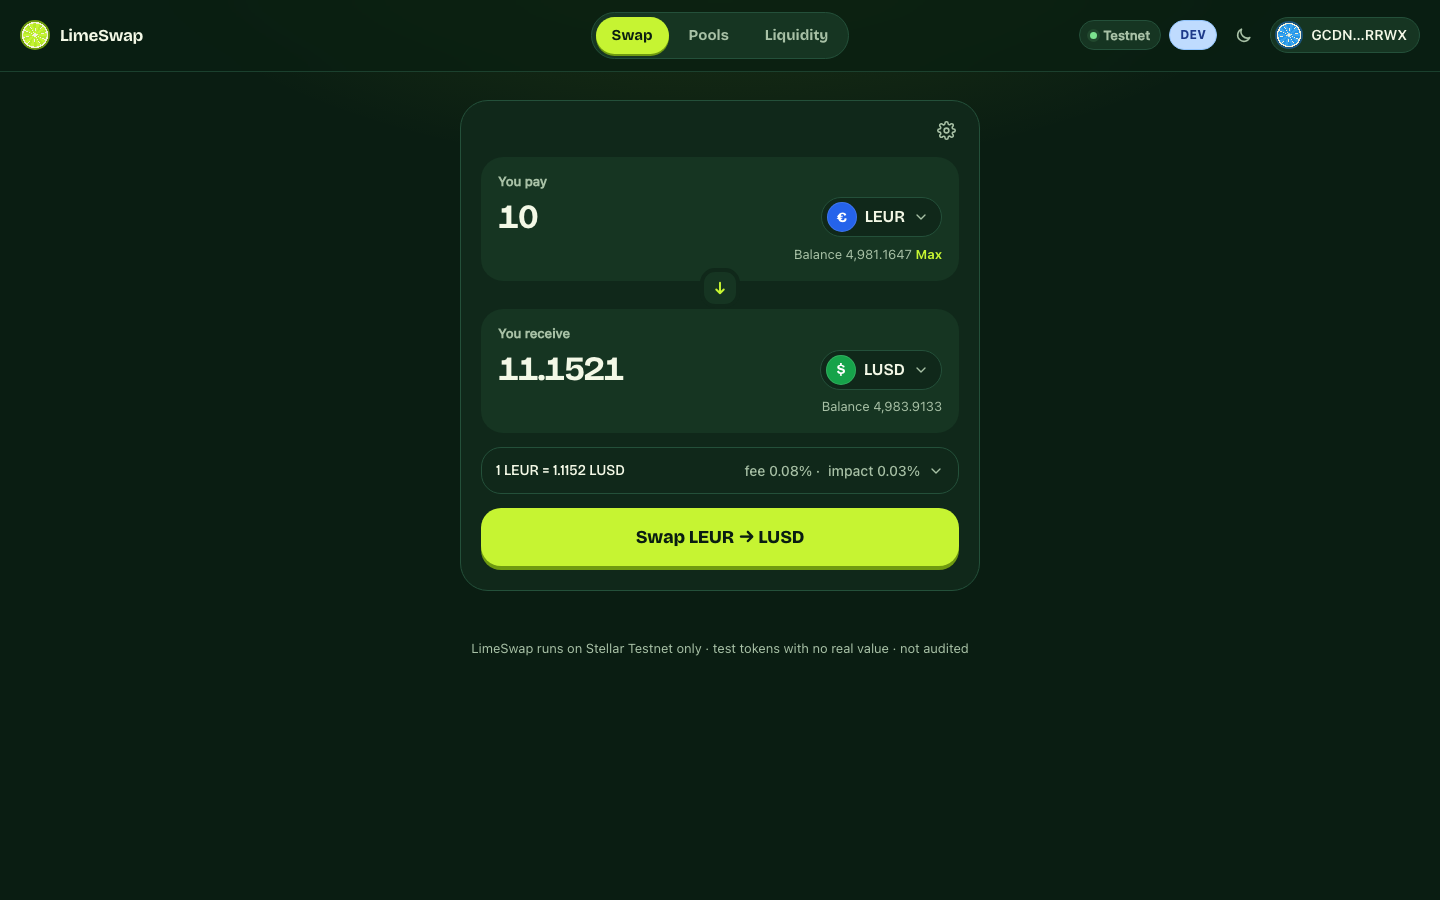 LimeSwap
Swap
Pools
Liquidity
Testnet
DEV
GCDN...RRWX
You pay
10
€ LEUR
Balance 4,981.1647 Max
You receive
11.1521
$ LUSD
Balance 4,983.9133
1 LEUR = 1.1152 LUSD
fee 0.08% · impact 0.03%
Swap LEUR → LUSD
LimeSwap runs on Stellar Testnet only · test tokens with no real value · not audited